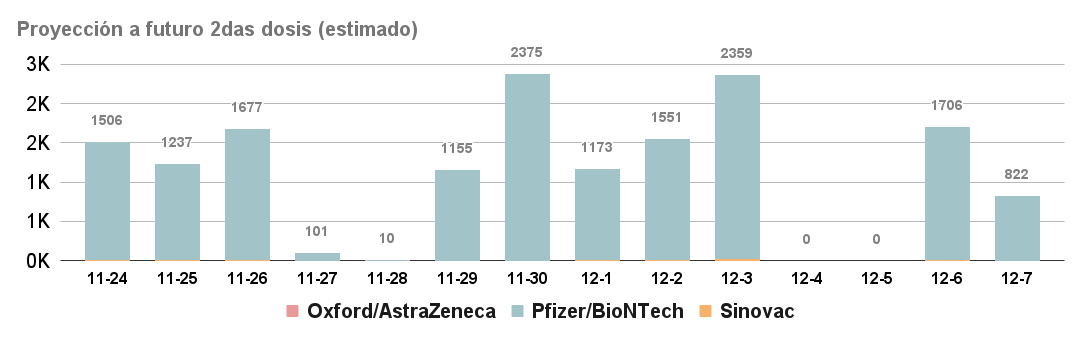 Proyección a futuro 2das dosis (estimado)
3K
2K
2K
1K
1K
0K
1506
1237
1677
101
10
1155
2375
1173
1551
2359
0
0
1706
822
11-24 11-25 11-26 11-27 11-28 11-29 11-30 12-1 12-2 12-3 12-4 12-5 12-6 12-7
Oxford/AstraZeneca Pfizer/BioNTech Sinovac